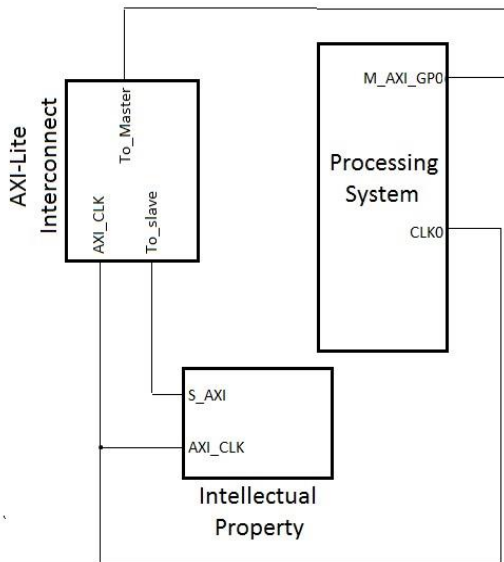 AXI-Lite
Interconnect
To_Master
AXI_CLK
To_slave
M_AXI_GP0
Processing
System
CLK0
S_AXI
AXI_CLK
Intellectual
Property